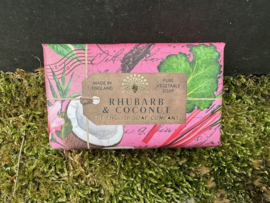 MADE IN
ENGLAND
PURE
VEGETABLE
SOAP
RHUBARB
& COCONUT
THE ENGLISH SOAP COMPANY